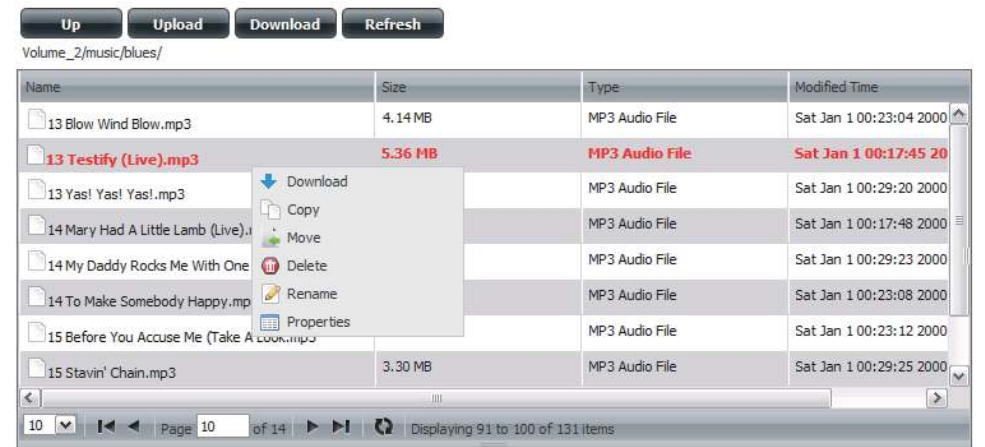 Up Upload Download Refresh
Volume_2/music/blues/
Name Size Type Modified Time
13 Blow Wind Blow.mp3 4.14 MB MP3 Audio File Sat Jan 1 00:23:04 2000
13 Testify (Live).mp3 5.36 MB MP3 Audio File Sat Jan 1 00:17:45 20
13 Yas! Yas! Yas!.mp3 MP3 Audio File Sat Jan 1 00:29:20 2000
14 Mary Had A Little Lamb (Live). MP3 Audio File Sat Jan 1 00:17:48 2000
14 My Daddy Rocks Me With One MP3 Audio File Sat Jan 1 00:29:23 2000
14 To Make Somebody Happy.mp MP3 Audio File Sat Jan 1 00:23:08 2000
15 Before You Accuse Me (Take A Look.mp3 MP3 Audio File Sat Jan 1 00:23:12 2000
15 Stavin' Chain.mp3 3.30 MB MP3 Audio File Sat Jan 1 00:29:25 2000
Download
Copy
Move
Delete
Rename
Properties
10 Page 10 of 14 Displaying 91 to 100 of 131 items